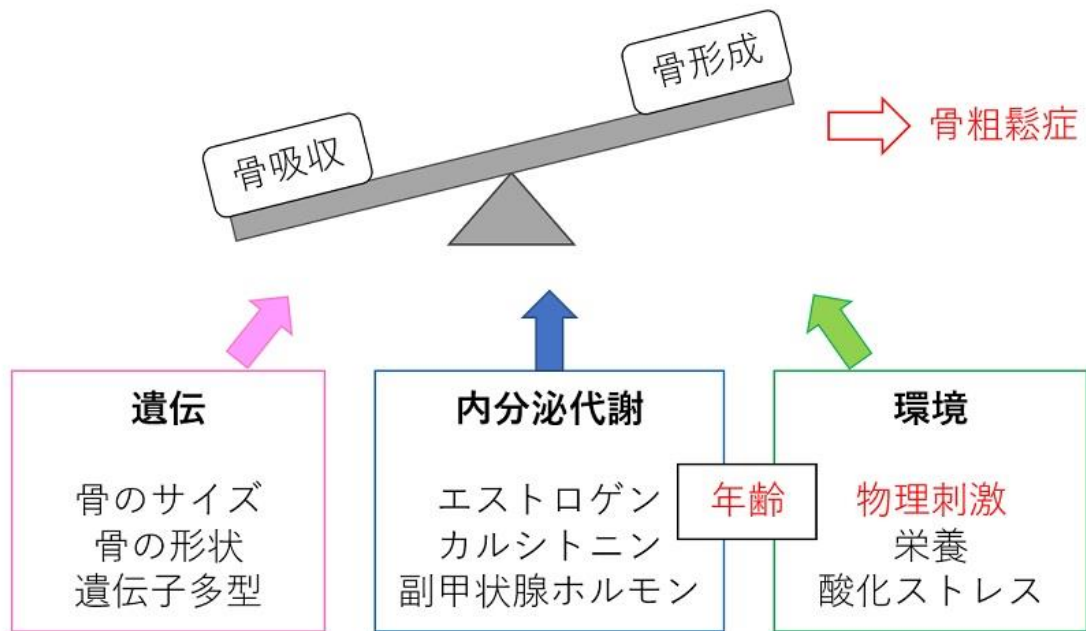 骨形成
骨吸収
骨粗鬆症
遺伝
骨のサイズ
骨の形状
遺伝子多型
内分泌代謝
エストロゲン
カルシトニン
副甲状腺ホルモン
年齢
環境
物理刺激
栄養
酸化ストレス